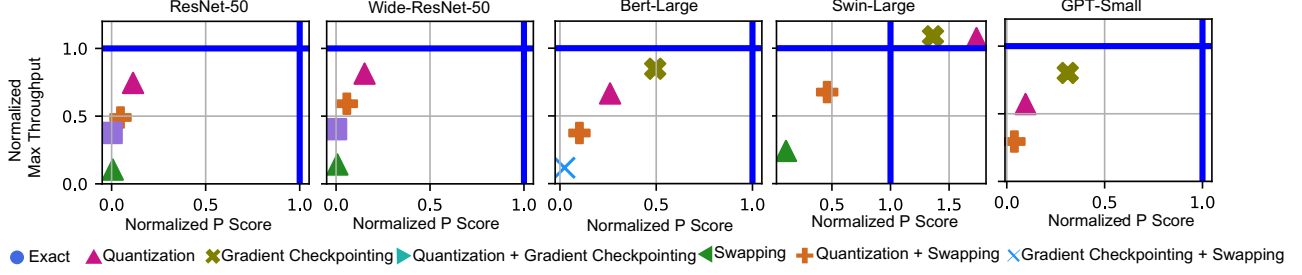 ResNet-50 Wide-ResNet-50 Bert-Large Swin-Large GPT-Small
Normalized
Max Throughput
1.0
0.5
0.0
0.0 0.5 1.0 0.0 0.5 1.0 0.0 0.5 1.0 0.5 1.0 1.5 0.0 0.5 1.0
Normalized P Score Normalized P Score Normalized P Score Normalized P Score Normalized P Score
Exact Quantization Gradient Checkpointing Quantization + Gradient Checkpointing Swapping Quantization + Swapping Gradient Checkpointing + Swapping